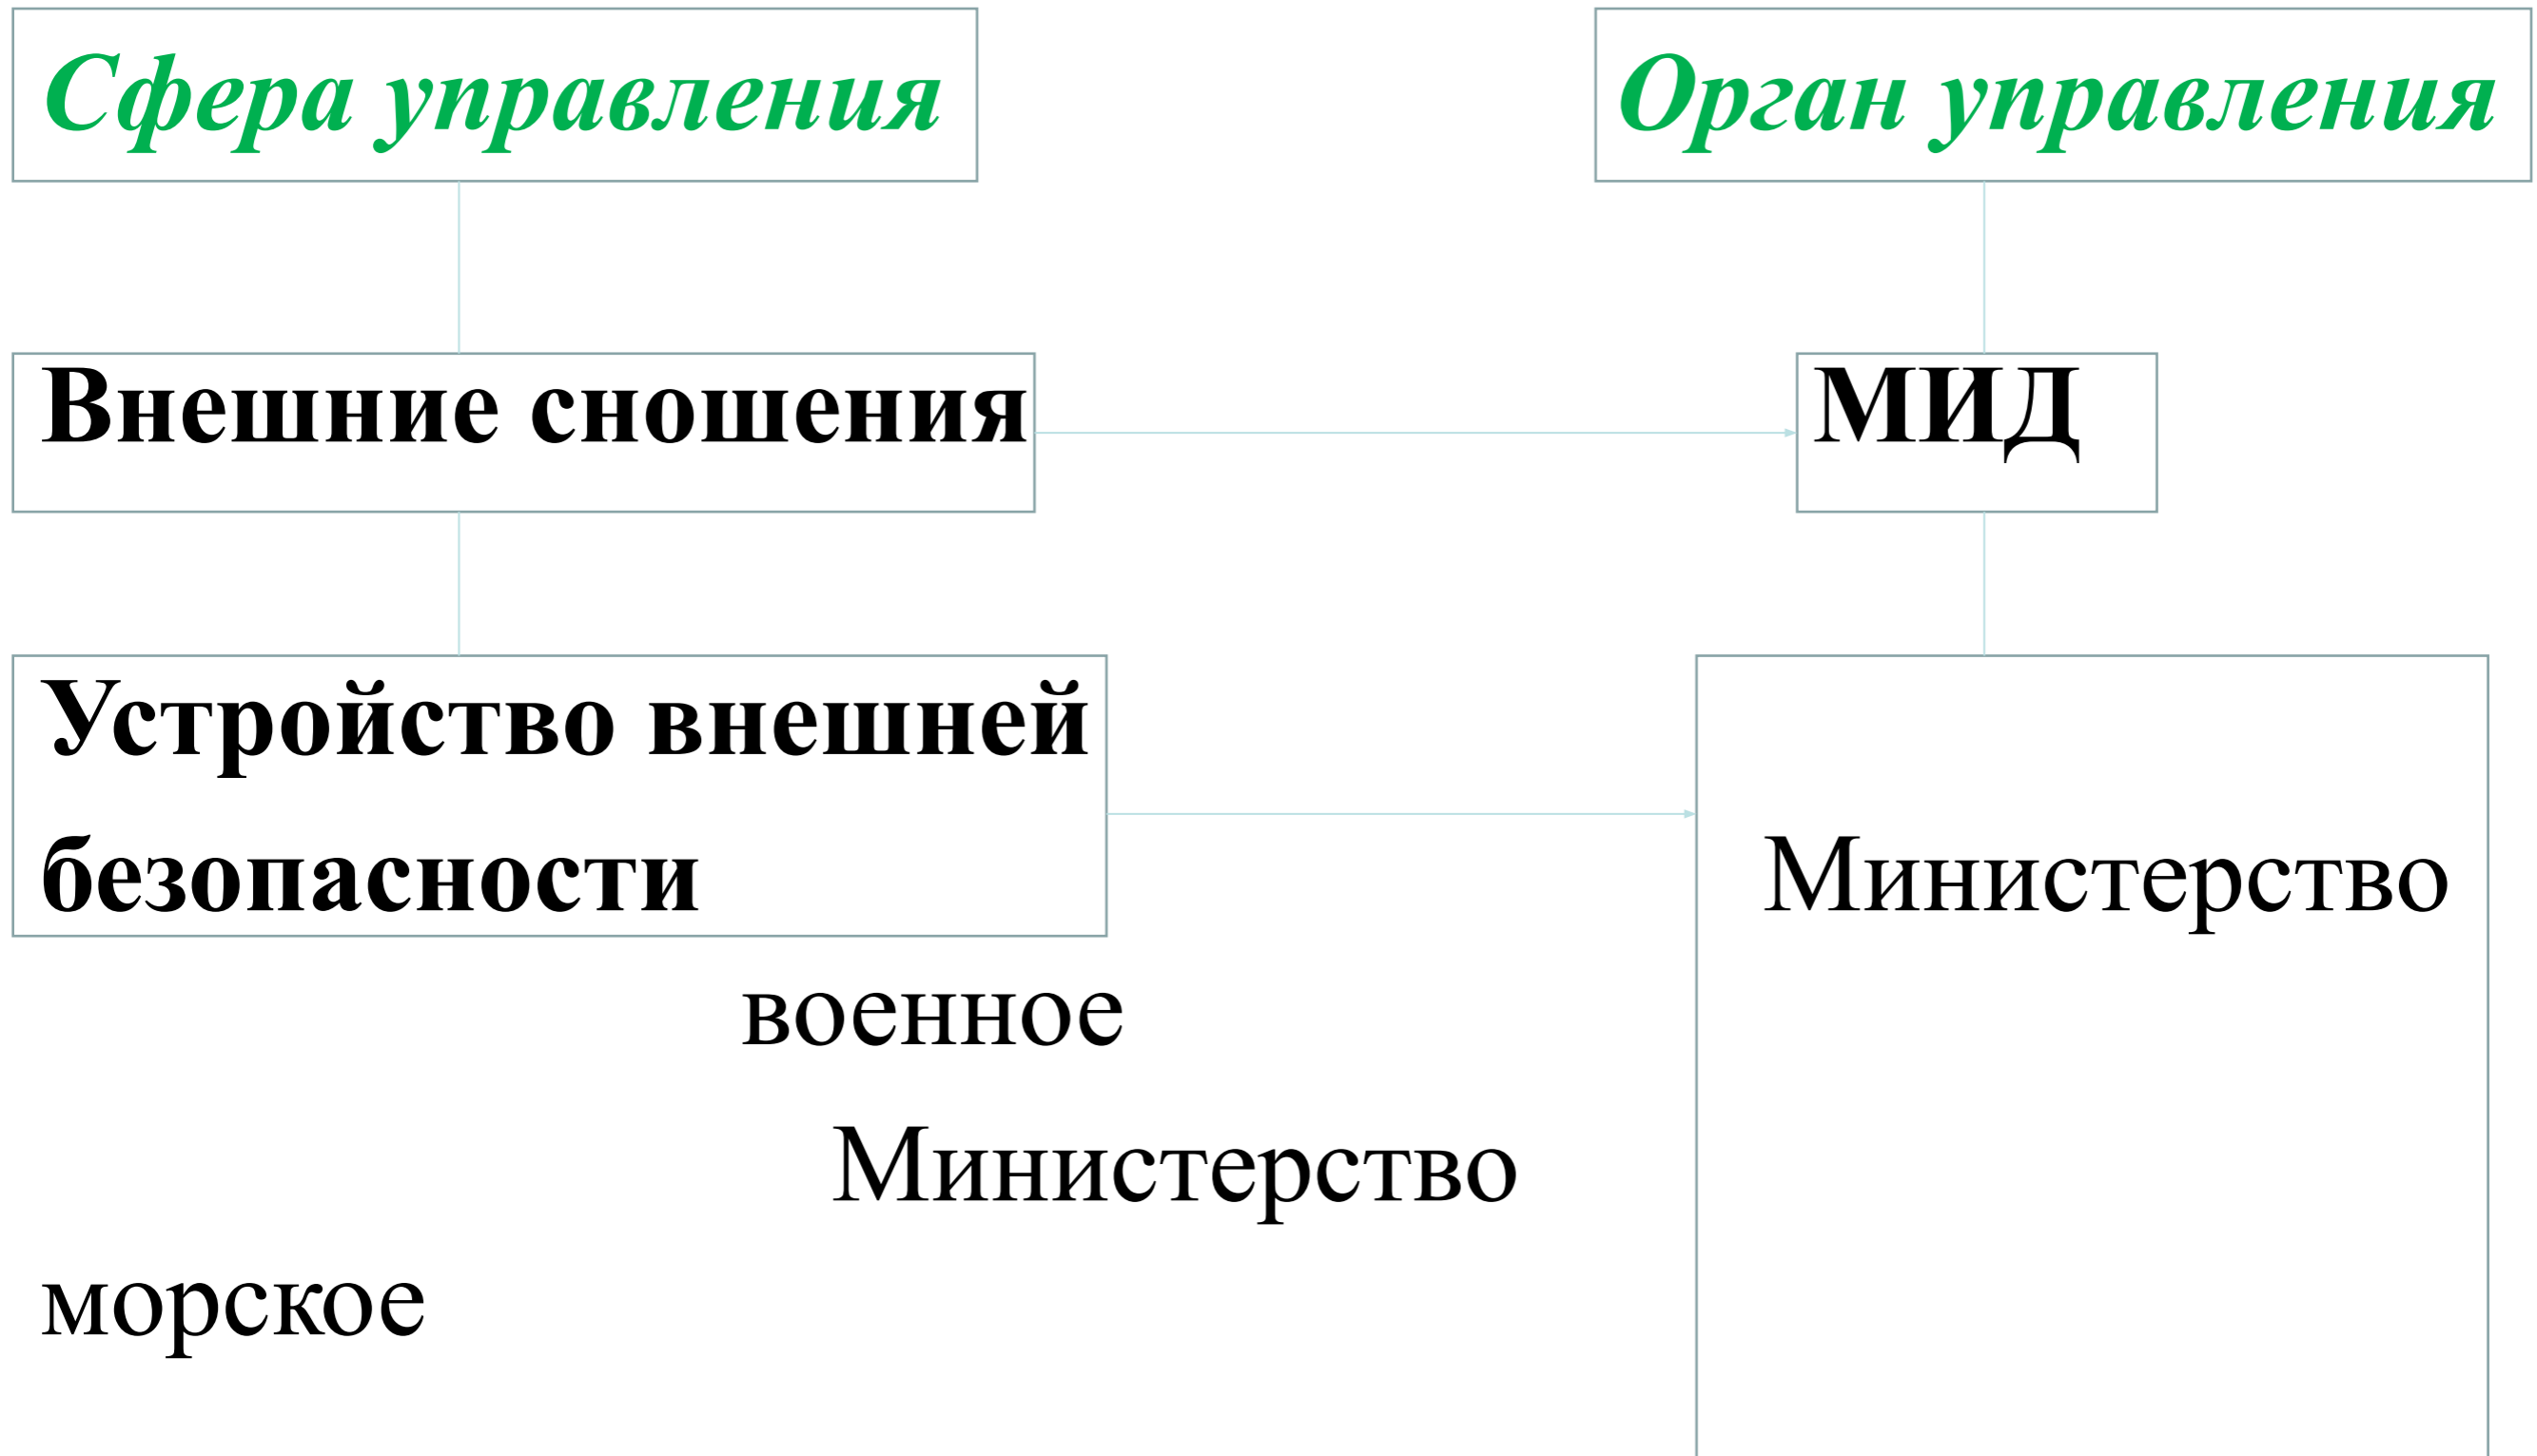 Сфера управления
Орган управления
Внешние сношения
МИД
Устройство внешней
безопасности
Министерство
военное
Министерство
морское